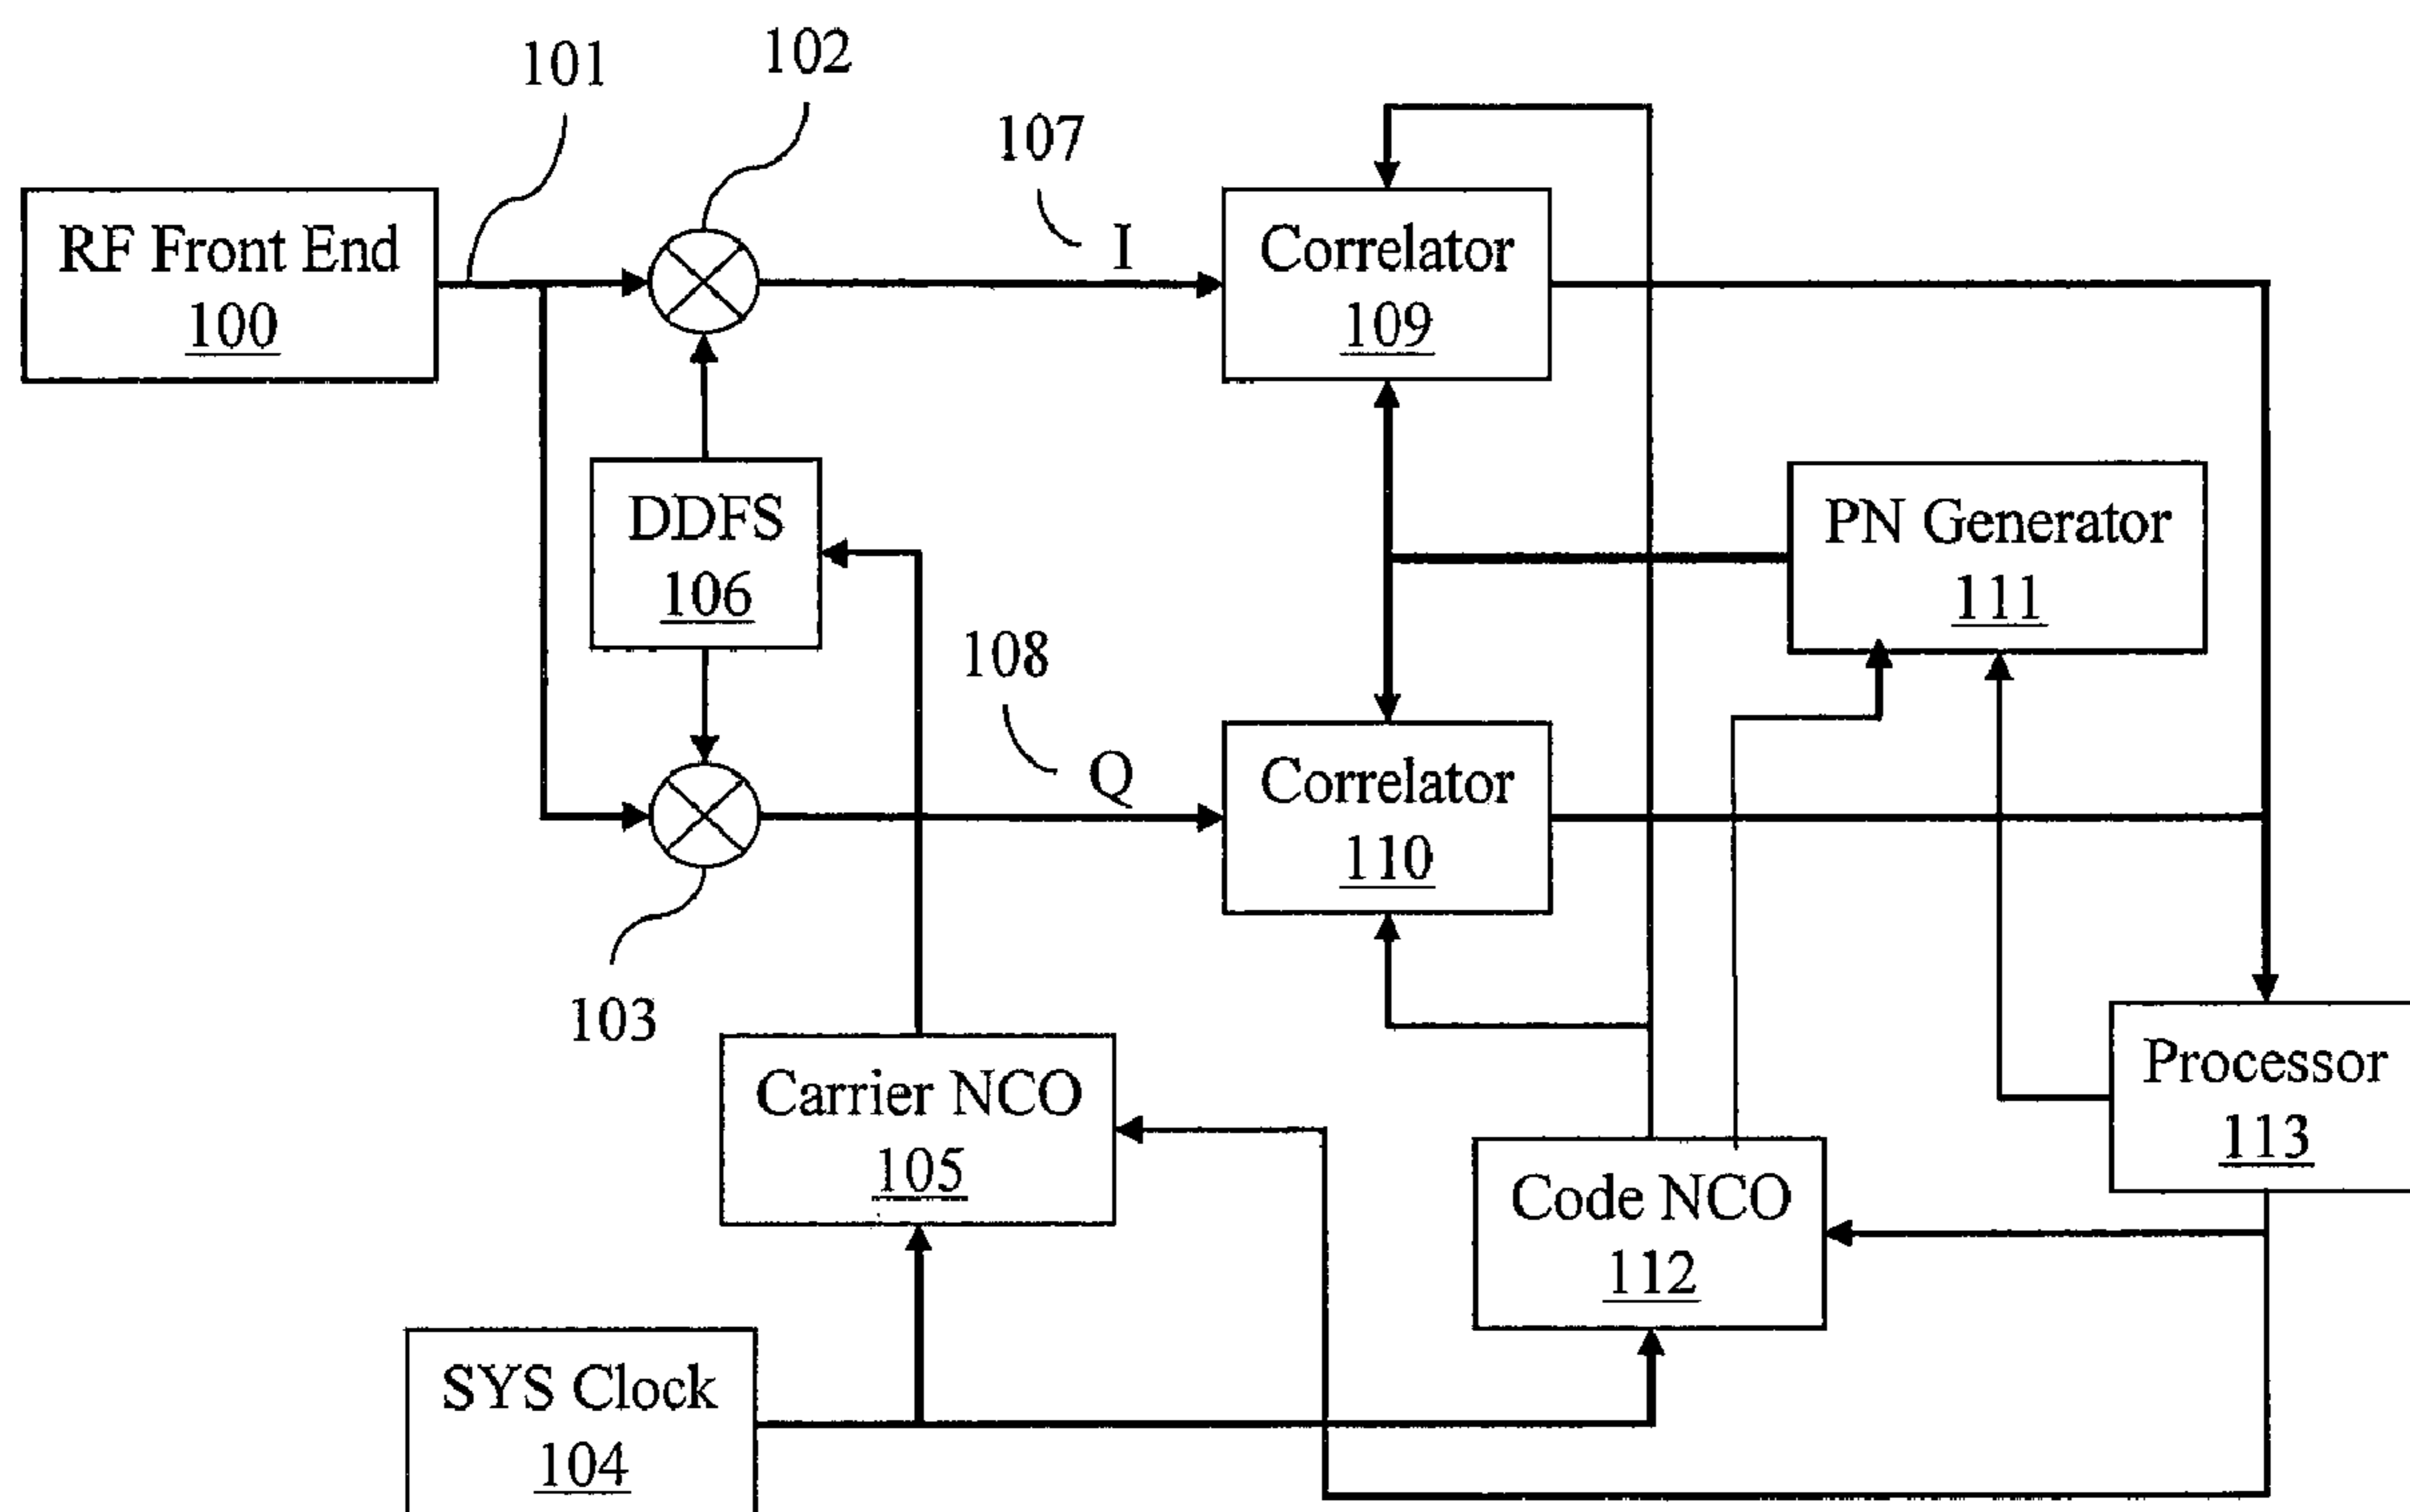 101
102
107
I
RF Front End
100
Correlator
109
DDFS
106
PN Generator
111
108
Q
Correlator
110
103
Carrier NCO
105
Processor
113
Code NCO
112
SYS Clock
104